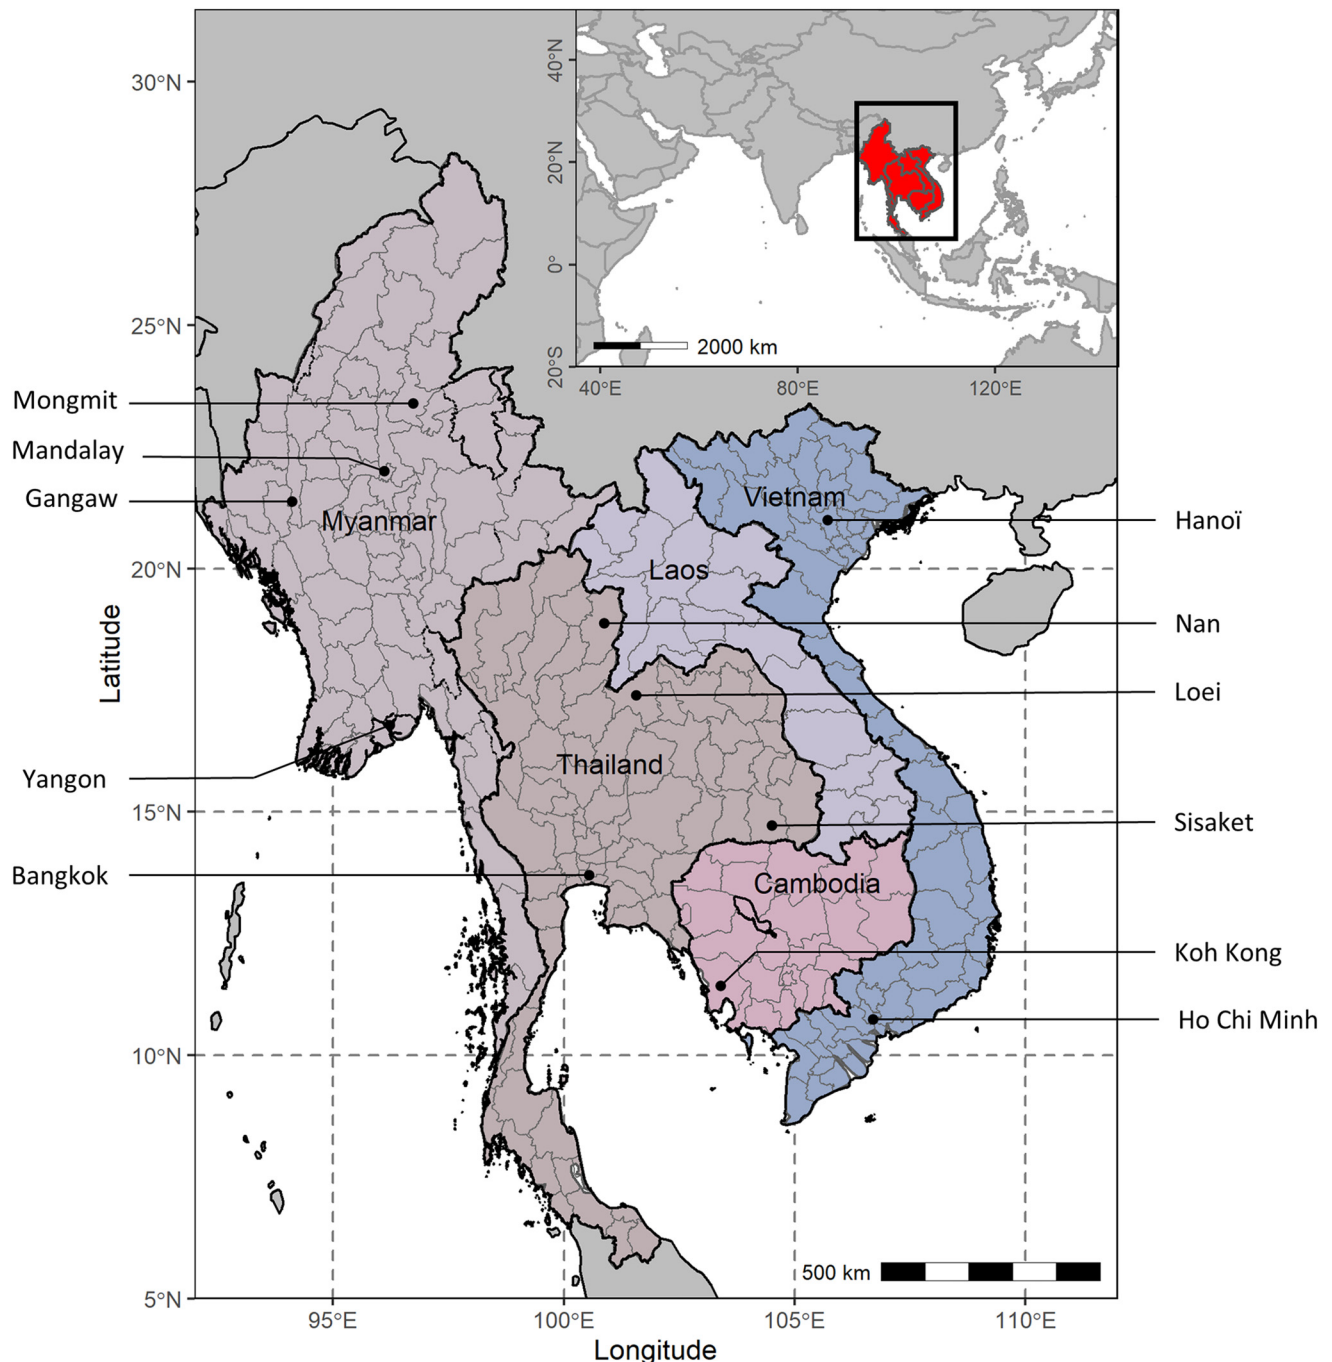 30°N
25°N
20°N
15°N
10°N
5°N
Latitude
95°E
100°E
105°E
110°E
Longitude
40°N
20°N
0°
20°S
40°E
80°E
120°E
2000 km
Mongmit
Mandalay
Gangaw
Yangon
Bangkok
Myanmar
Vietnam
Laos
Thailand
Cambodia
Hanoï
Nan
Loei
Sisaket
Koh Kong
Ho Chi Minh
500 km